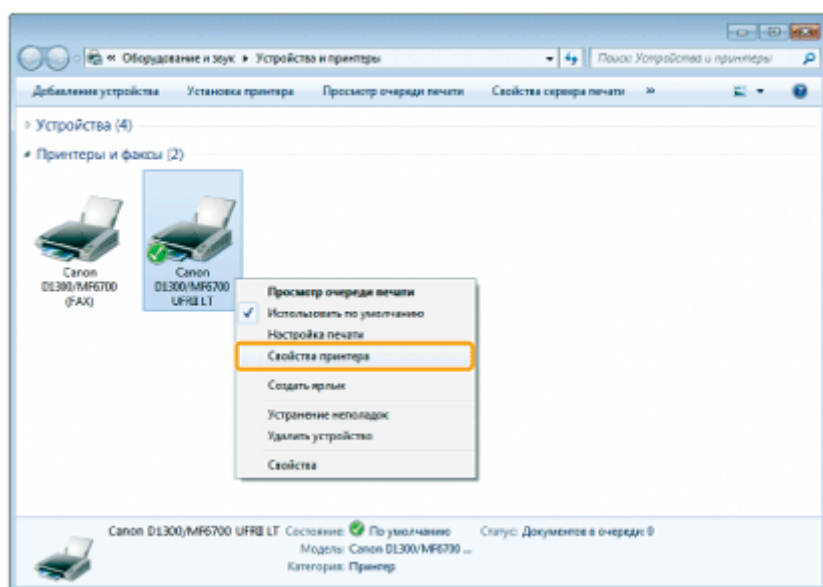 « Оборудование и звук ▸ Устройства и принтеры
Поиск: Устройства и принтеры
Добавление устройства Установка принтера Просмотр очереди печати Свойства сервера печати »
Устройства (4)
Принтеры и факсы (2)
Canon D1300/MF6700 (FAX)
Canon D1300/MF6700 UFRII LT
Просмотр очереди печати
Использовать по умолчанию
Настройка печати
Свойства принтера
Создать ярлык
Устранение неполадок
Удалить устройство
Свойства
Canon D1300/MF6700 UFRII LT Состояние: По умолчанию Статус: Документов в очереди: 0
Модель: Canon D1300/MF6700 ...
Категория: Принтер